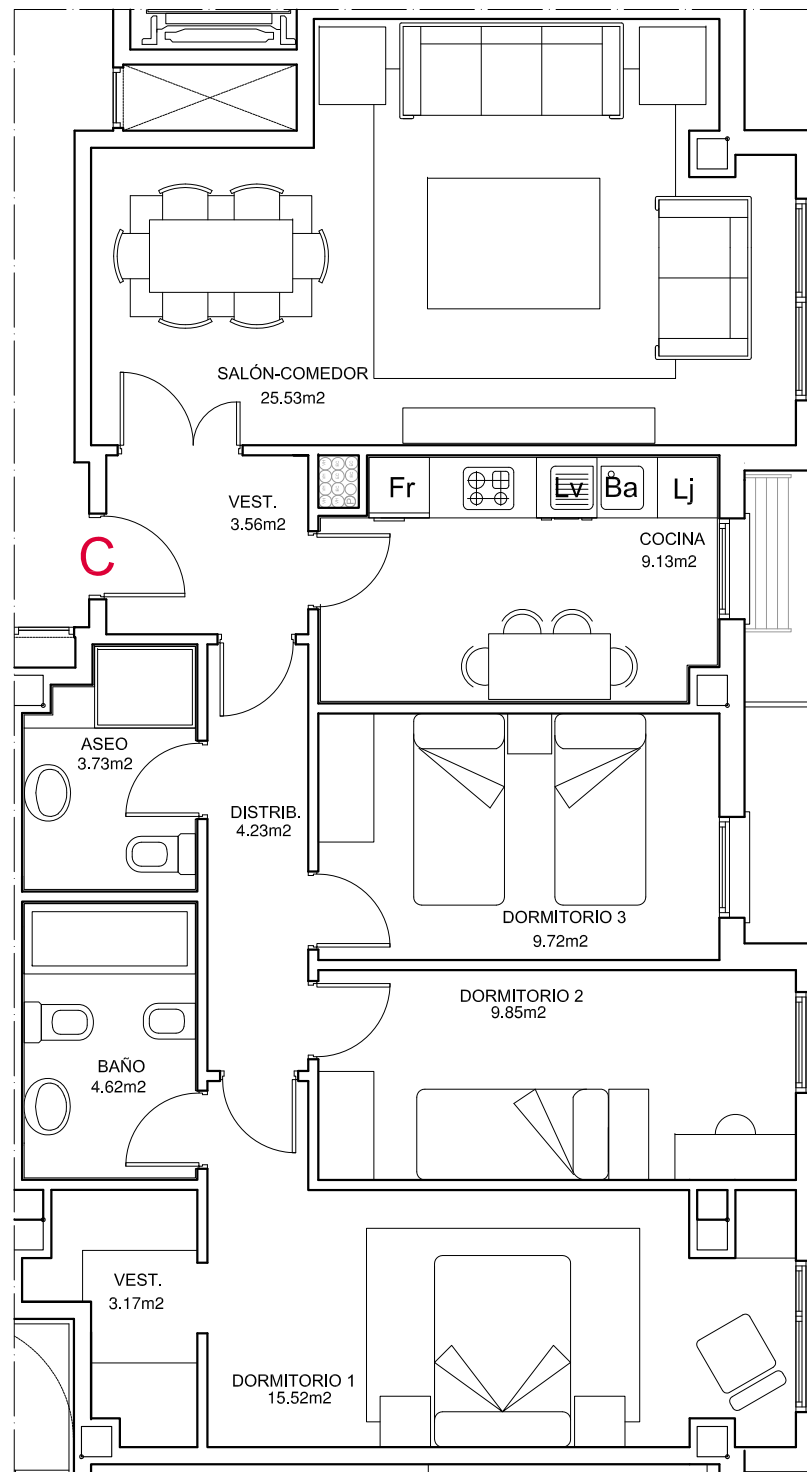 SALÓN-COMEDOR
25.53m2
VEST.
3.56m2
Fr
Lv
Ba
Lj
COCINA
9.13m2
C
ASEO
3.73m2
DISTRIB.
4.23m2
DORMITORIO 3
9.72m2
DORMITORIO 2
9.85m2
BAÑO
4.62m2
VEST.
3.17m2
DORMITORIO 1
15.52m2